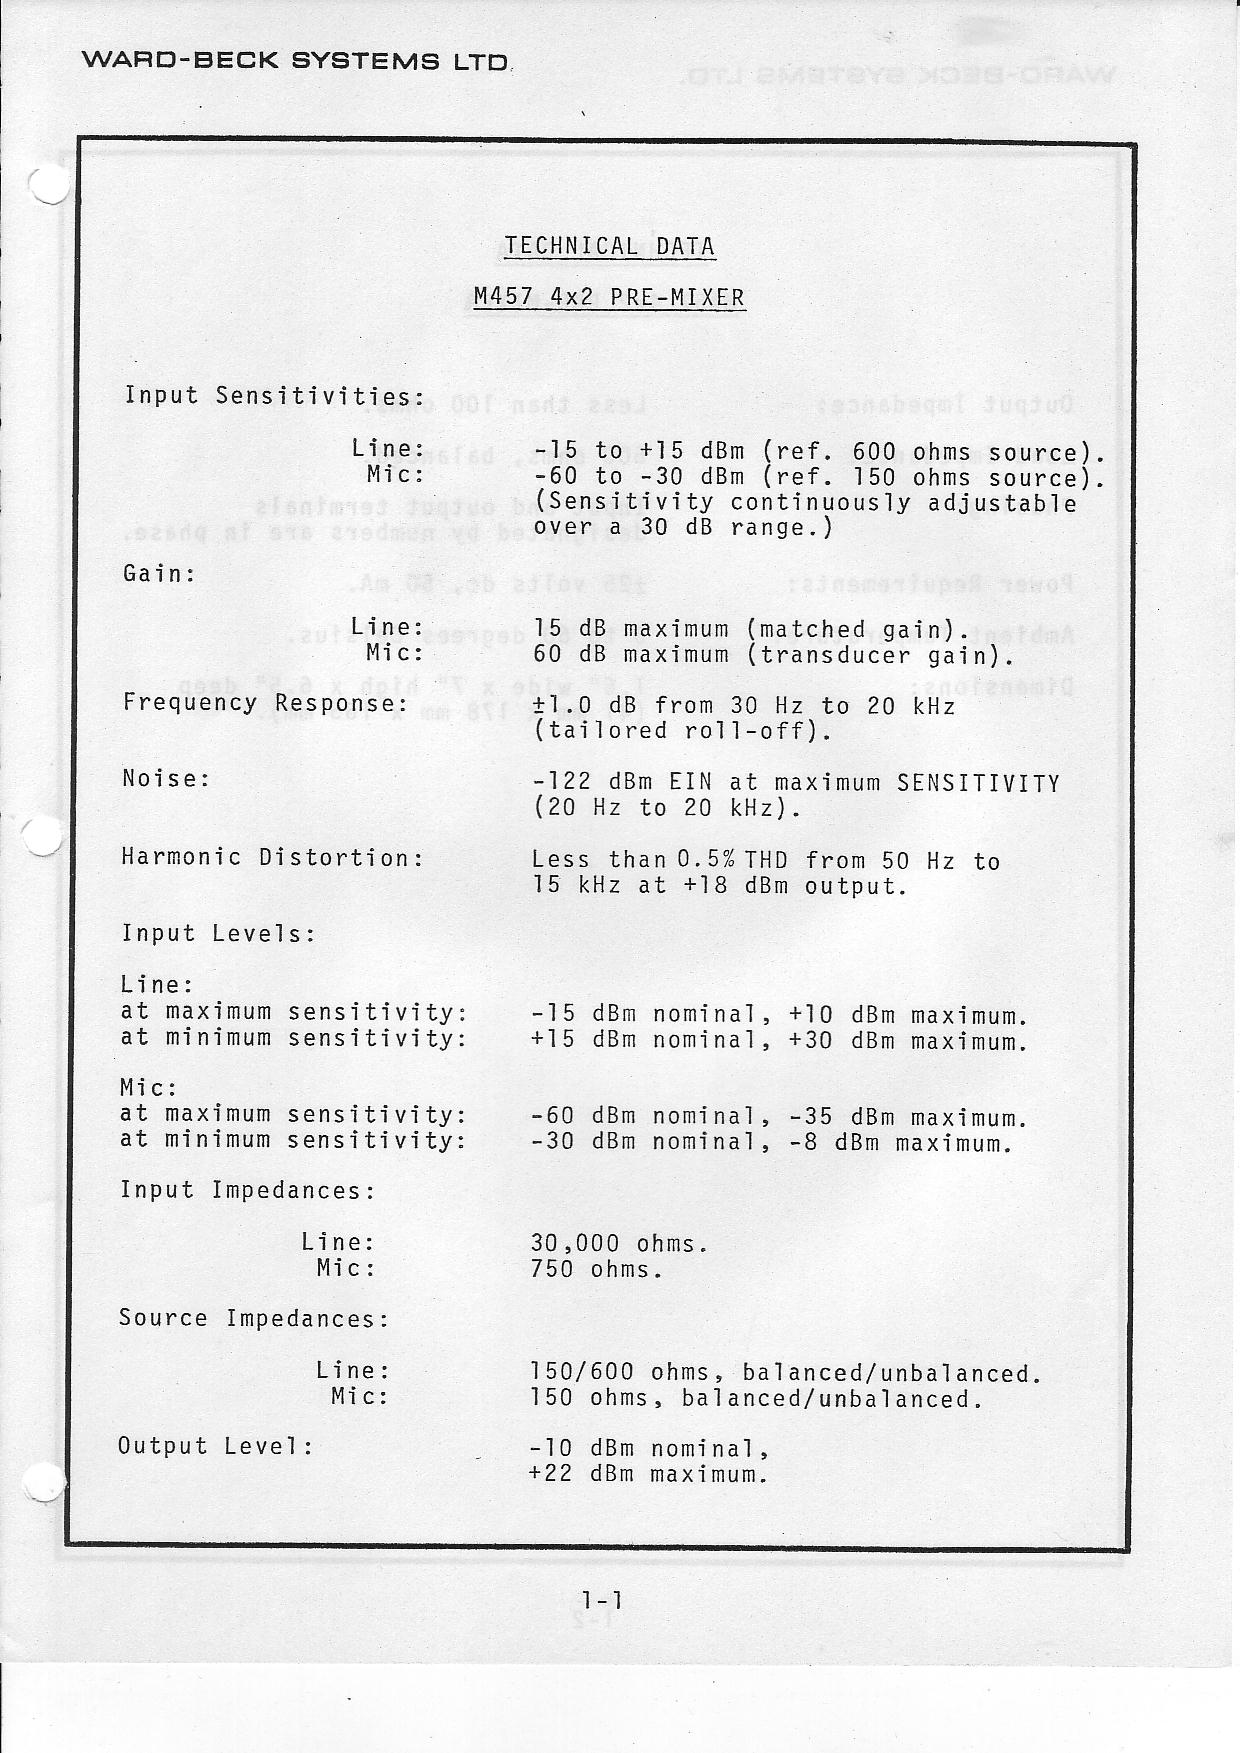 WARD-BECK SYSTEMS LTD.
TECHNICAL DATA
M457 4x2 PRE-MIXER
Input Sensitivities:
Line: -15 to +15 dBm (ref. 600 ohms source).
Mic: -60 to -30 dBm (ref. 150 ohms source).
(Sensitivity continuously adjustable
over a 30 dB range.)
Gain:
Line: 15 dB maximum (matched gain).
Mic: 60 dB maximum (transducer gain).
Frequency Response: ±1.0 dB from 30 Hz to 20 kHz
(tailored roll-off).
Noise: -122 dBm EIN at maximum SENSITIVITY
(20 Hz to 20 kHz).
Harmonic Distortion: Less than 0.5% THD from 50 Hz to
15 kHz at +18 dBm output.
Input Levels:
Line:
at maximum sensitivity: -15 dBm nominal, +10 dBm maximum.
at minimum sensitivity: +15 dBm nominal, +30 dBm maximum.
Mic:
at maximum sensitivity: -60 dBm nominal, -35 dBm maximum.
at minimum sensitivity: -30 dBm nominal, -8 dBm maximum.
Input Impedances:
Line: 30,000 ohms.
Mic: 750 ohms.
Source Impedances:
Line: 150/600 ohms, balanced/unbalanced.
Mic: 150 ohms, balanced/unbalanced.
Output Level: -10 dBm nominal,
+22 dBm maximum.
1-1